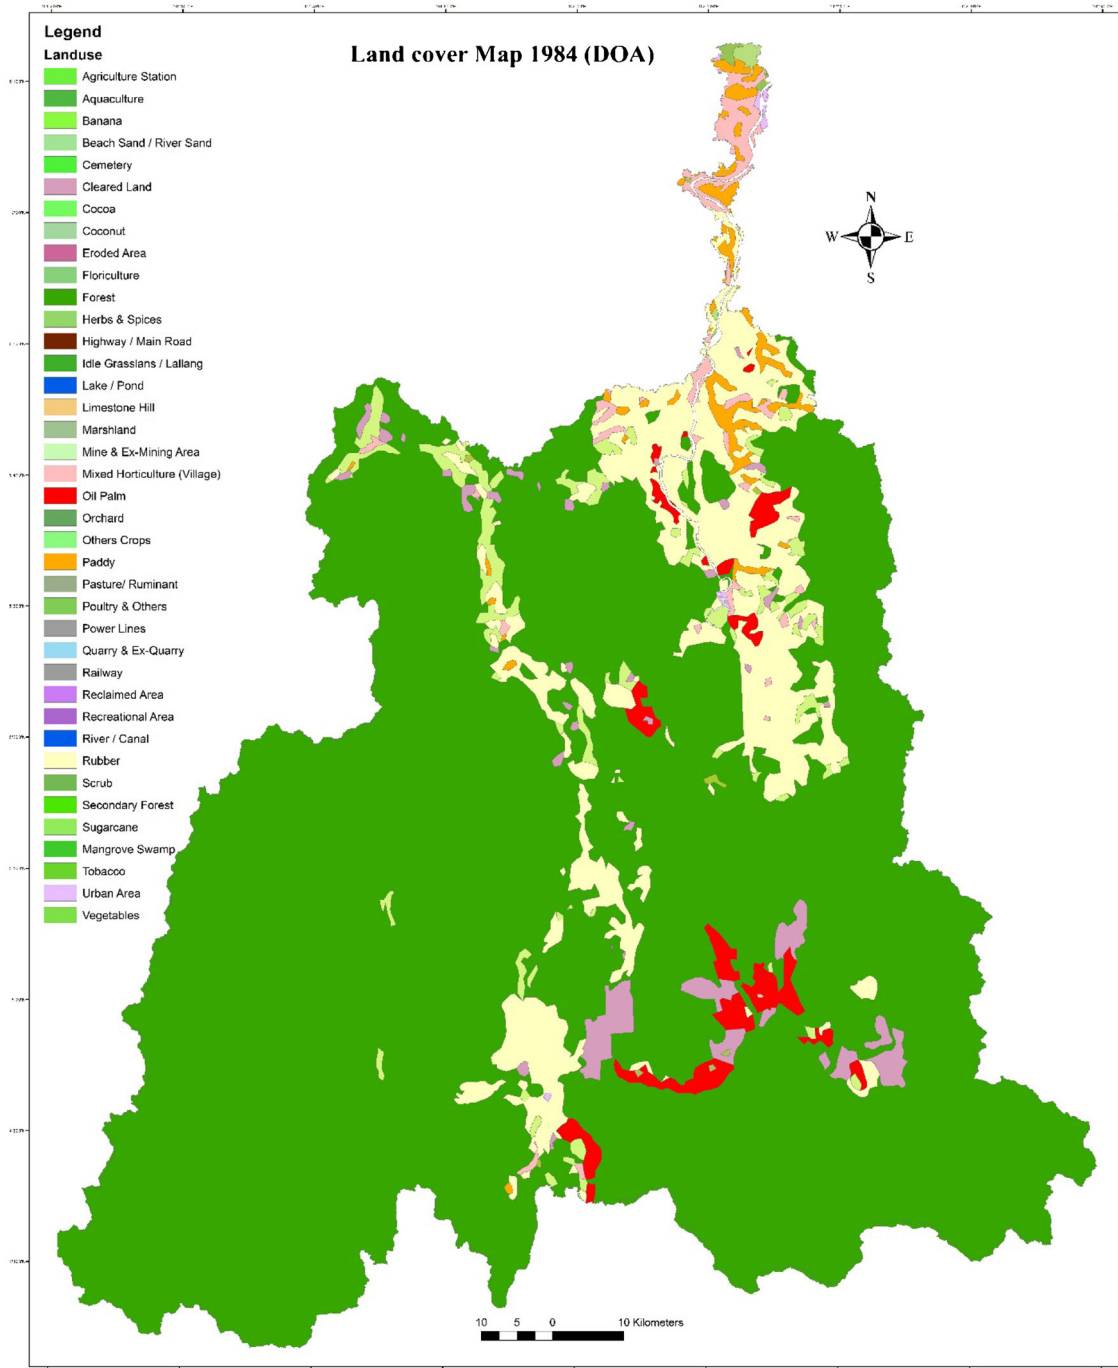 Legend
Landuse
Land cover Map 1984 (DOA)
Agriculture Station
Aquaculture
Banana
Beach Sand / River Sand
Cemetery
Cleared Land
Cocoa
Coconut
Eroded Area
Floriculture
Forest
Herbs & Spices
Highway / Main Road
Idle Grasslans / Lallang
Lake / Pond
Limestone Hill
Marshland
Mine & Ex-Mining Area
Mixed Horticulture (Village)
Oil Palm
Orchard
Others Crops
Paddy
Pasture/ Ruminant
Poultry & Others
Power Lines
Quarry & Ex-Quarry
Railway
Reclaimed Area
Recreational Area
River / Canal
Rubber
Scrub
Secondary Forest
Sugarcane
Mangrove Swamp
Tobacco
Urban Area
Vegetables
N
W E
S
10 5 0 10 Kilometers